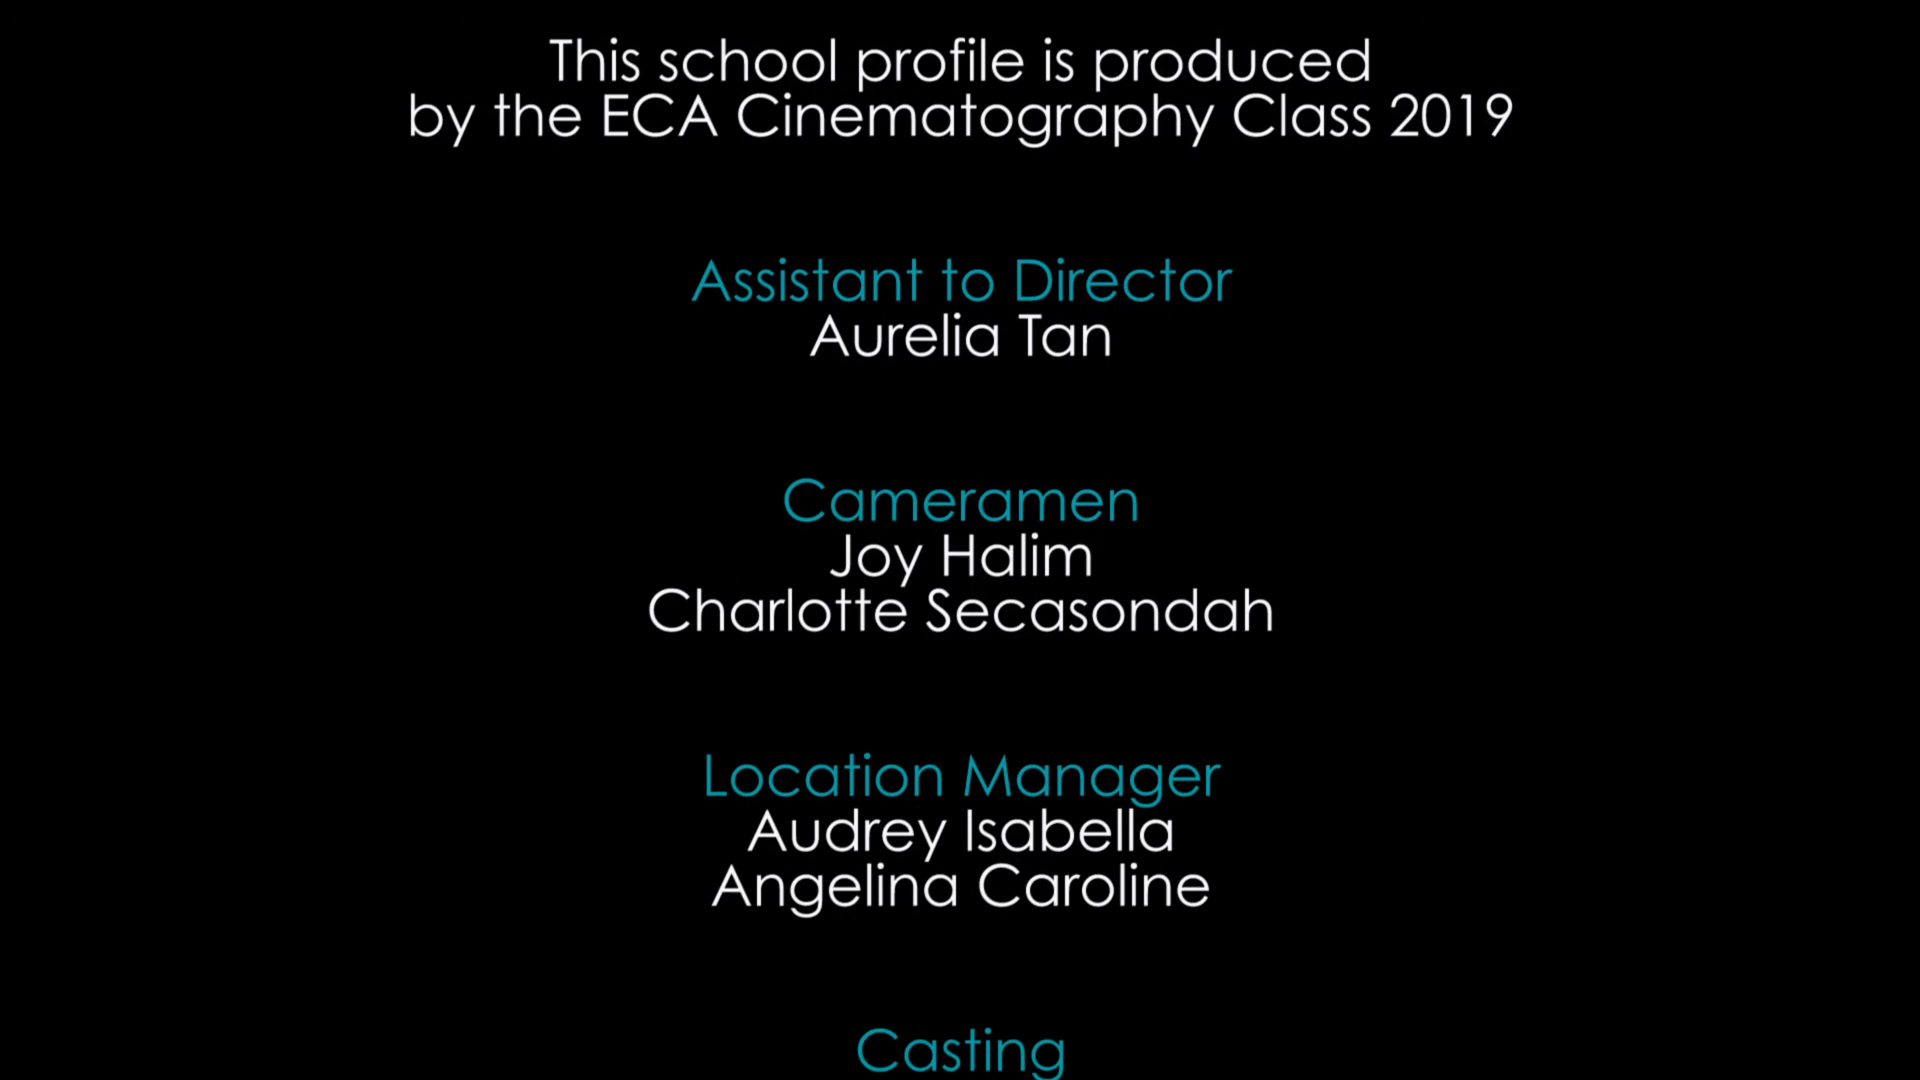 This school profile is produced
by the ECA Cinematography Class 2019
Assistant to Director
Aurelia Tan
Cameramen
Joy Halim
Charlotte Secasondah
Location Manager
Audrey Isabella
Angelina Caroline
Casting